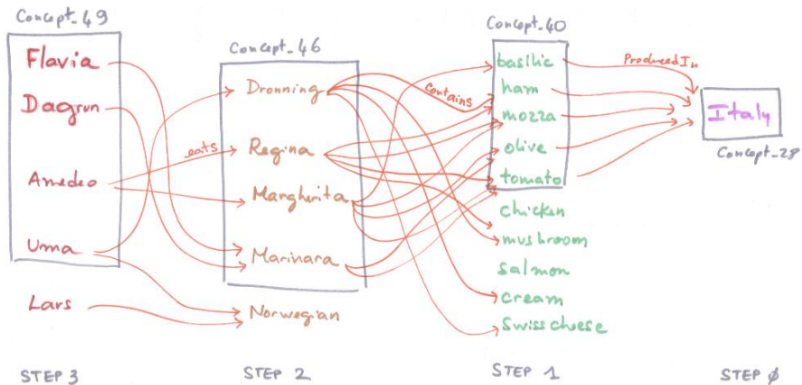 Concept_49
Flavia
Dagrun
Amedeo
Uma
Lars
STEP 3
eats
Concept_46
Dronning
Regina
Margherita
Marinara
Norwegian
STEP 2
Contains
Concept_40
basilic
ham
mozza
olive
tomato
chicken
mushroom
salmon
cream
Swiss cheese
STEP 1
ProducedIn
Italy
Concept_28
STEP 0